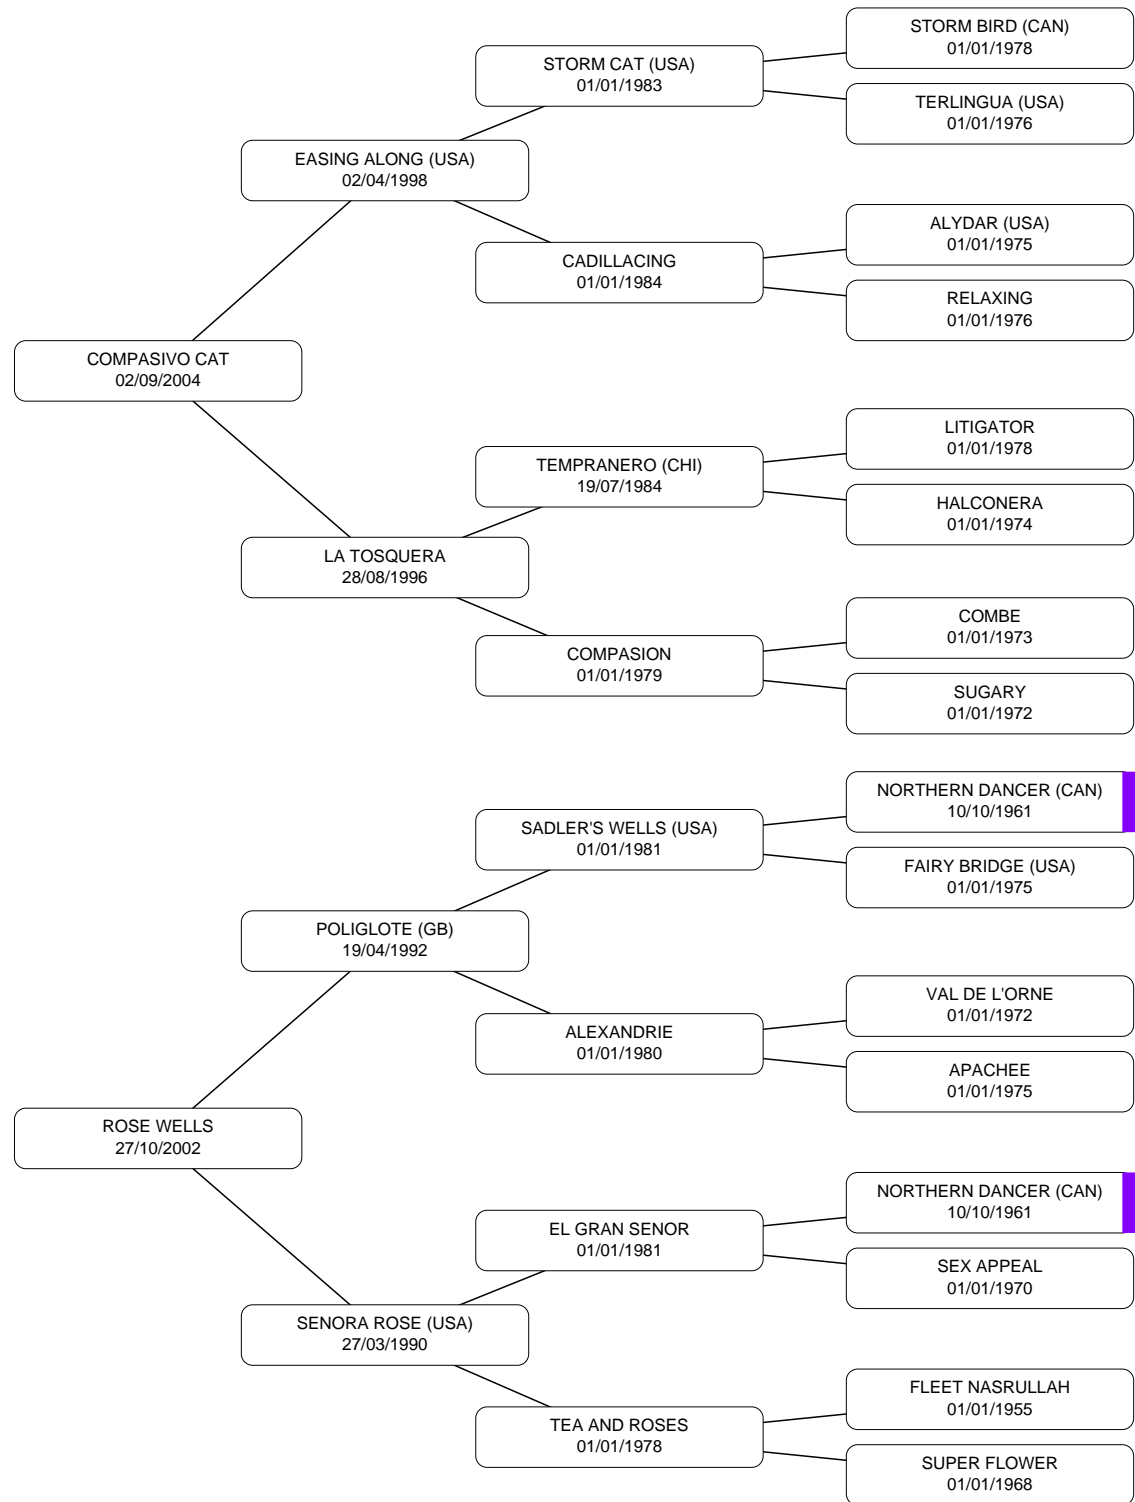 STORM BIRD (CAN)
01/01/1978
STORM CAT (USA)
01/01/1983
TERLINGUA (USA)
01/01/1976
EASING ALONG (USA)
02/04/1998
ALYDAR (USA)
01/01/1975
CADILLACING
01/01/1984
RELAXING
01/01/1976
COMPASIVO CAT
02/09/2004
LITIGATOR
01/01/1978
TEMPRANERO (CHI)
19/07/1984
HALCONERA
01/01/1974
LA TOSQUERA
28/08/1996
COMBE
01/01/1973
COMPASION
01/01/1979
SUGARY
01/01/1972
NORTHERN DANCER (CAN)
10/10/1961
SADLER'S WELLS (USA)
01/01/1981
FAIRY BRIDGE (USA)
01/01/1975
POLIGLOTE (GB)
19/04/1992
VAL DE L'ORNE
01/01/1972
ALEXANDRIE
01/01/1980
APACHEE
01/01/1975
ROSE WELLS
27/10/2002
NORTHERN DANCER (CAN)
10/10/1961
EL GRAN SENOR
01/01/1981
SEX APPEAL
01/01/1970
SENORA ROSE (USA)
27/03/1990
FLEET NASRULLAH
01/01/1955
TEA AND ROSES
01/01/1978
SUPER FLOWER
01/01/1968